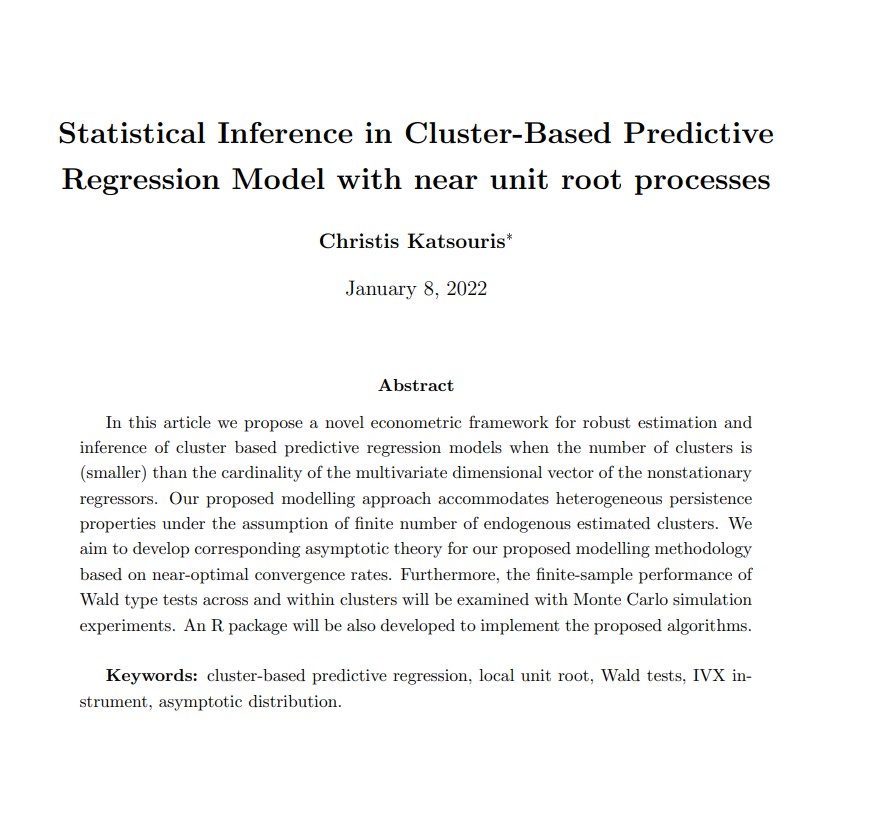 Statistical Inference in Cluster-Based Predictive
Regression Model with near unit root processes
Christis Katsouris*
January 8, 2022
Abstract
In this article we propose a novel econometric framework for robust estimation and
inference of cluster based predictive regression models when the number of clusters is
(smaller) than the cardinality of the multivariate dimensional vector of the nonstationary
regressors. Our proposed modelling approach accommodates heterogeneous persistence
properties under the assumption of finite number of endogenous estimated clusters. We
aim to develop corresponding asymptotic theory for our proposed modelling methodology
based on near-optimal convergence rates. Furthermore, the finite-sample performance of
Wald type tests across and within clusters will be examined with Monte Carlo simulation
experiments. An R package will be also developed to implement the proposed algorithms.
Keywords: cluster-based predictive regression, local unit root, Wald tests, IVX in-
strument, asymptotic distribution.